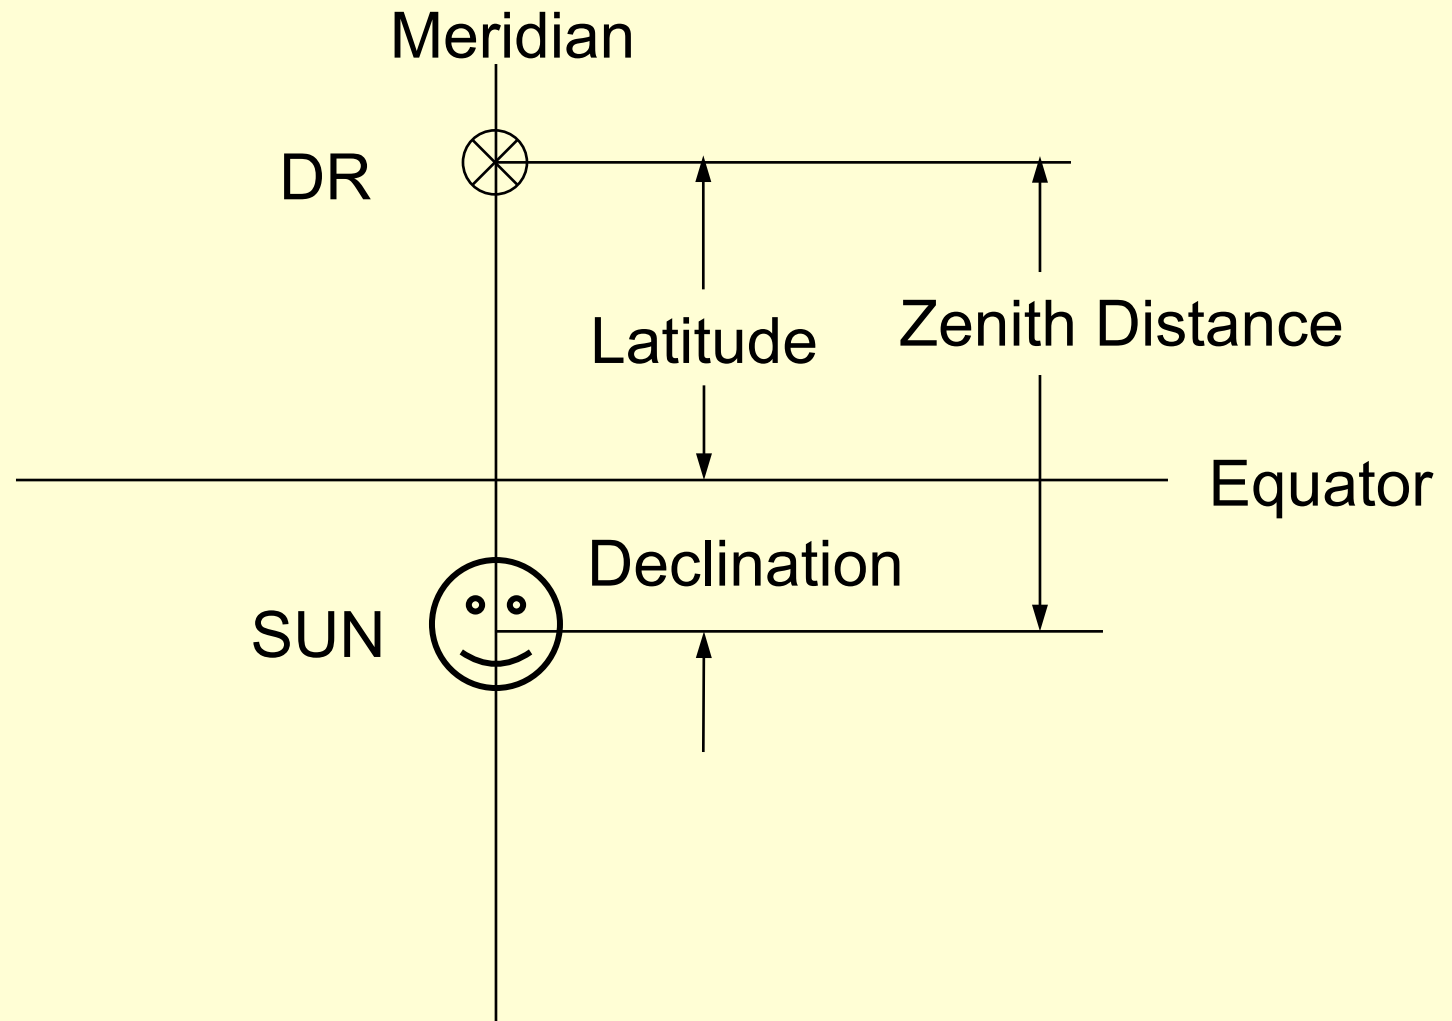 Meridian
DR
Latitude
Zenith Distance
Equator
Declination
SUN